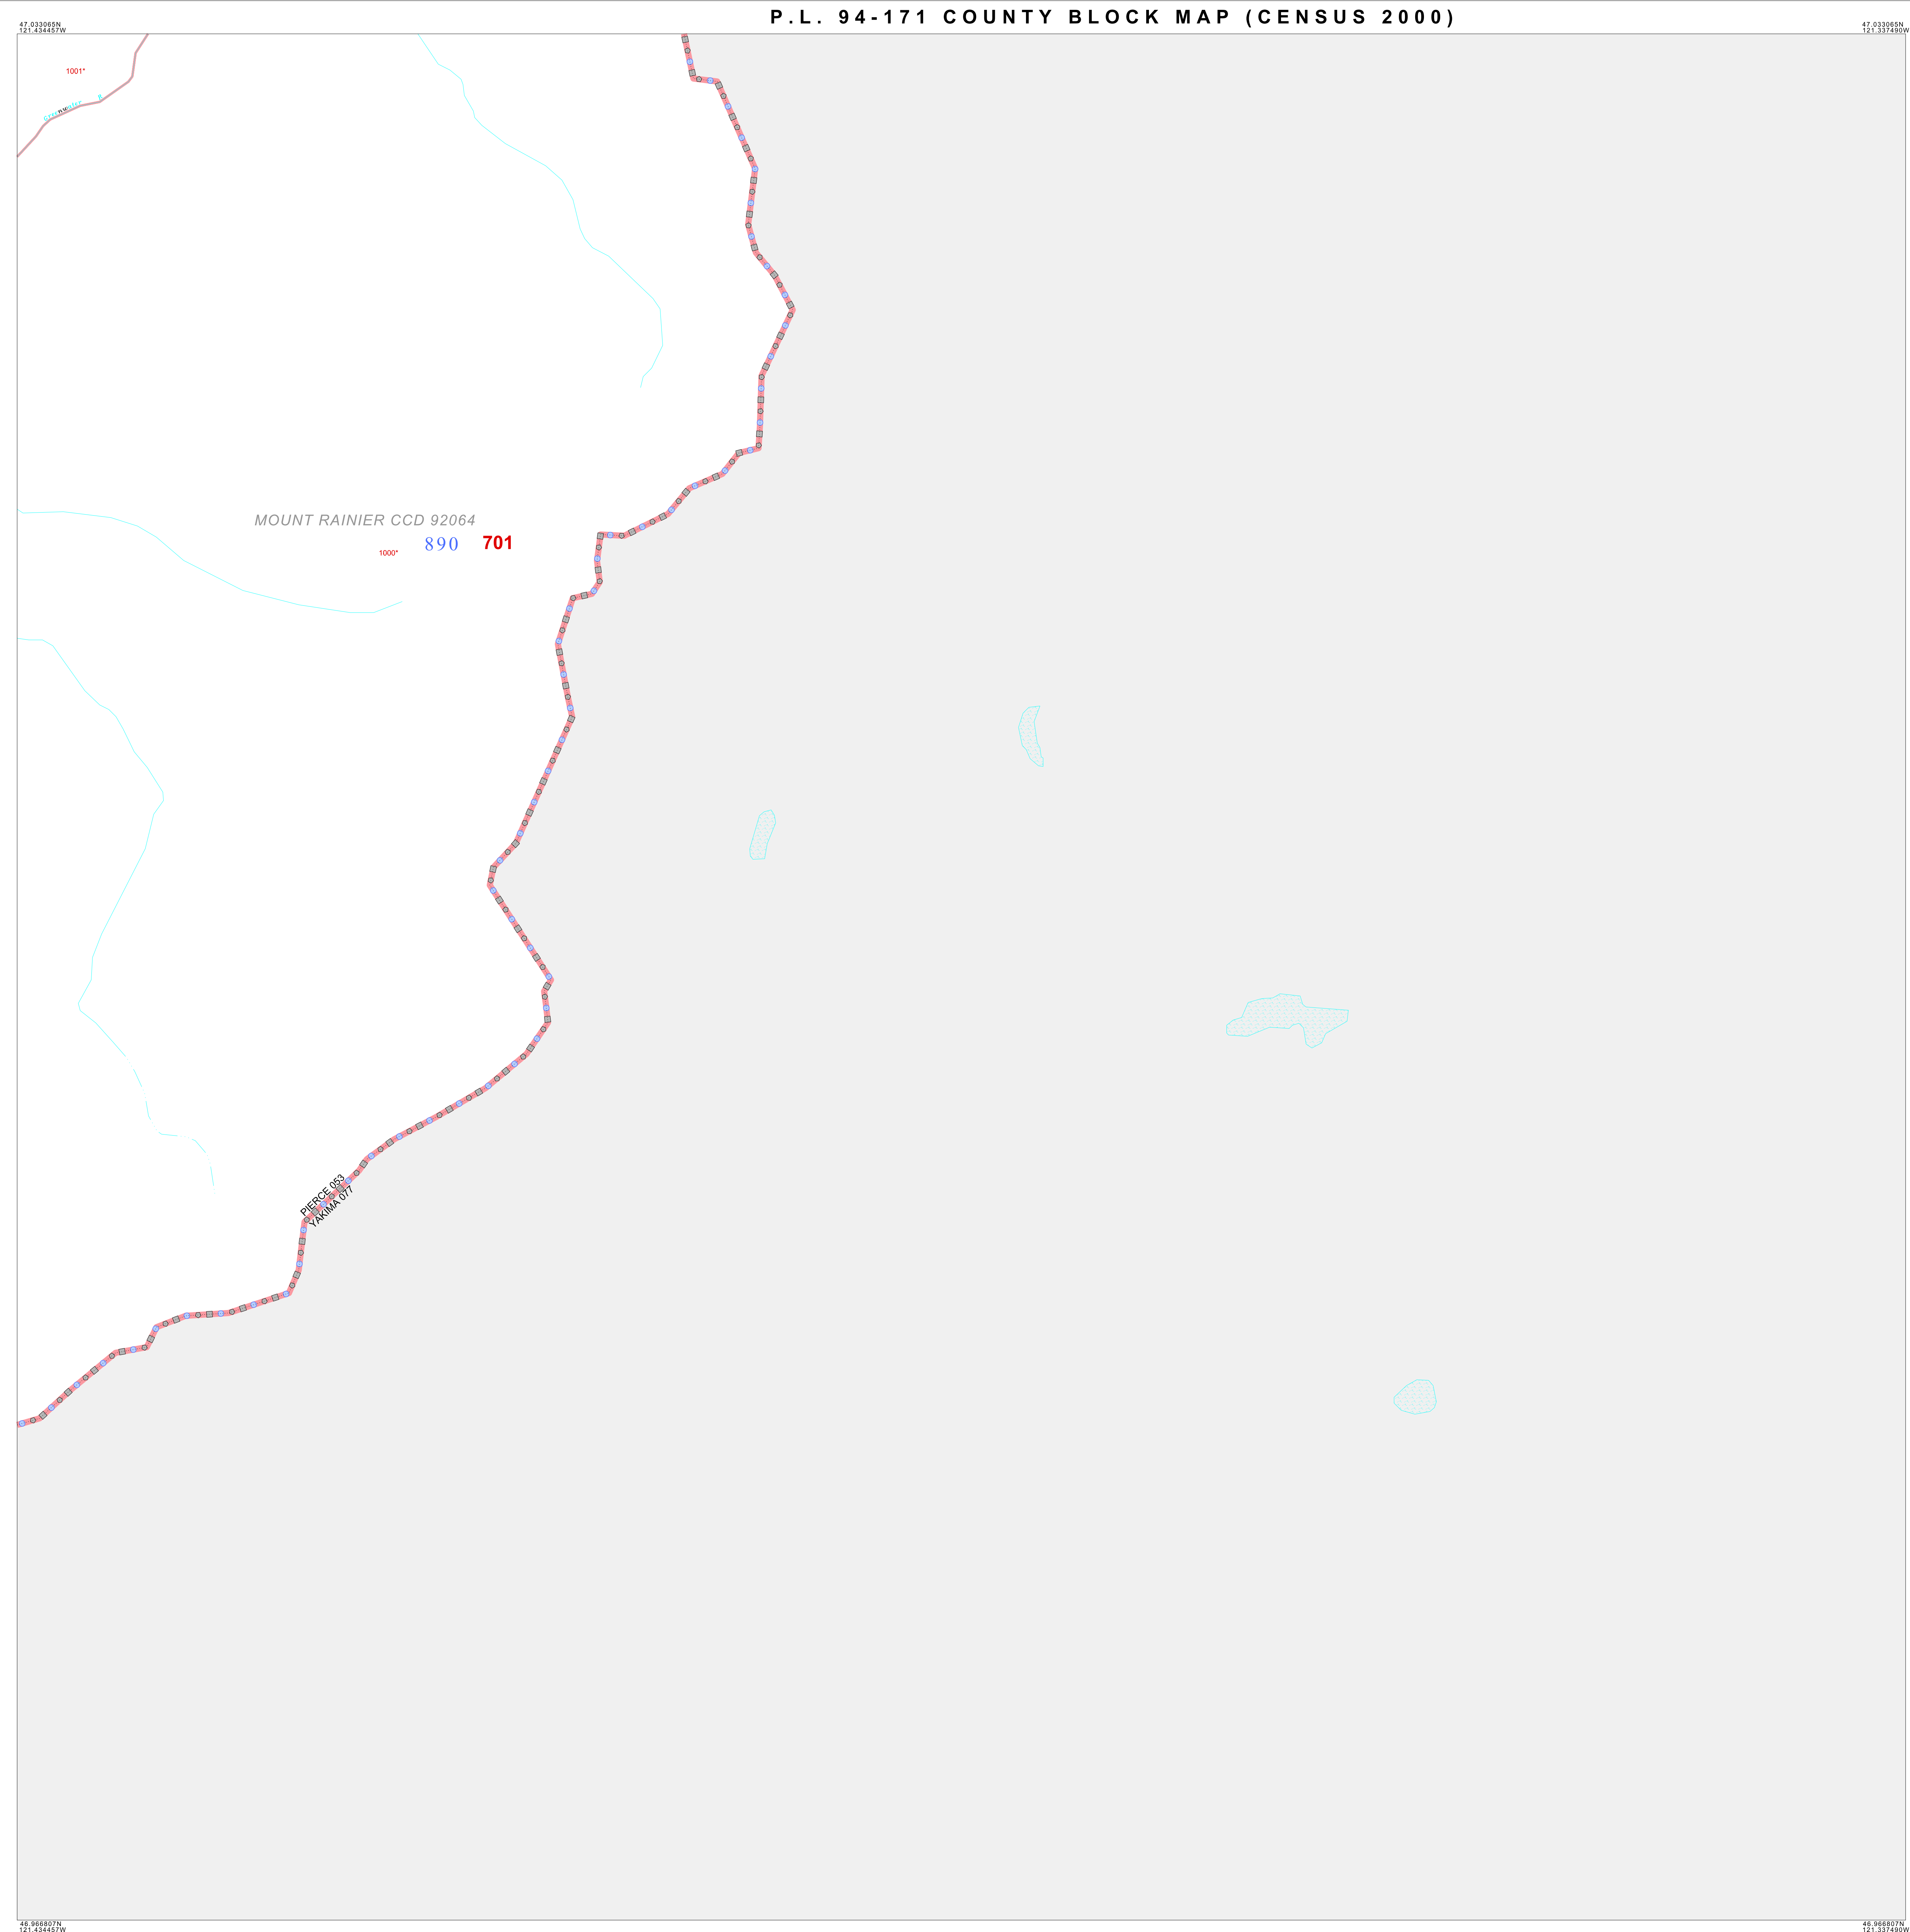 P.L. 94-171 COUNTY BLOCK MAP (CENSUS 2000)
47.033065N
121.434457W
47.033065N
121.337490W
1001*
MOUNT RAINIER CCD 92064
1000*
890
701
PIERCE 053
YAKIMA 077
46.966807N
121.434457W
46.966807N
121.337490W